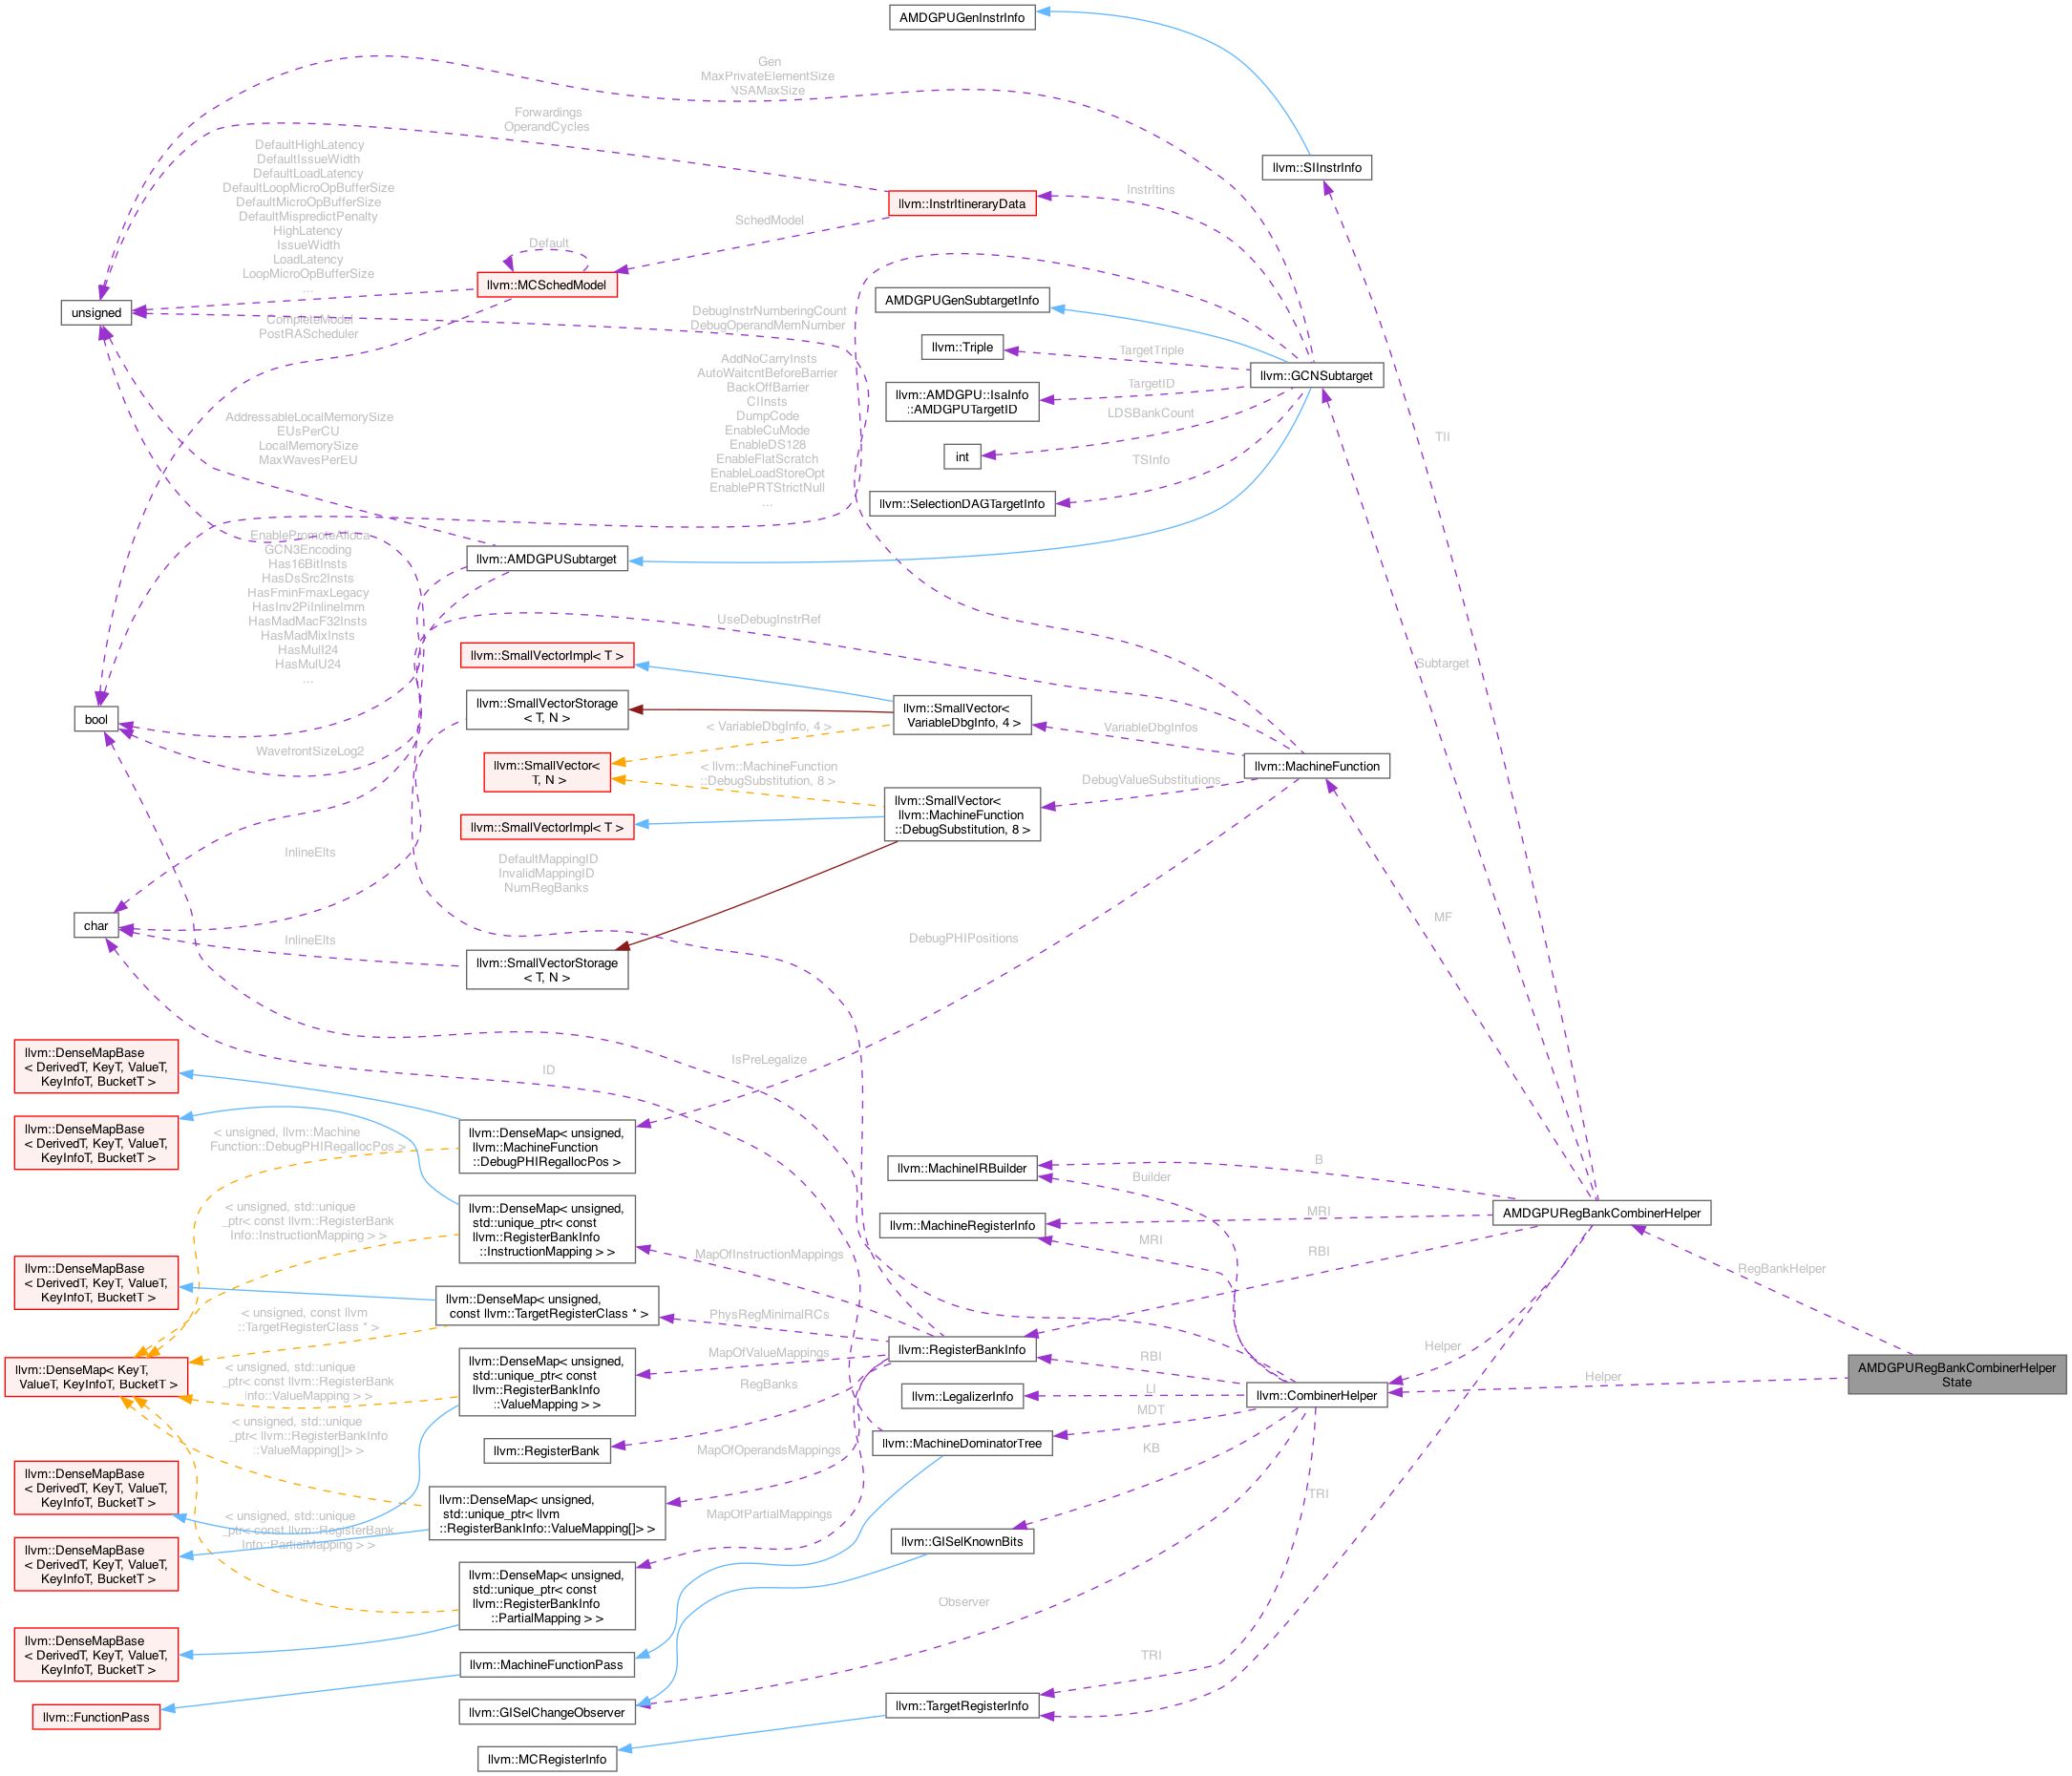 AMDGPUGenInstrInfo
Gen
MaxPrivateElementSize
NSAMaxSize
Forwardings
OperandCycles
DefaultHighLatency
DefaultIssueWidth
DefaultLoadLatency
DefaultLoopMicroOpBufferSize
DefaultMicroOpBufferSize
DefaultMispredictPenalty
HighLatency
IssueWidth
LoadLatency
LoopMicroOpBufferSize
...
llvm::SIInstrInfo
InstrItins
llvm::InstrItineraryData
SchedModel
Default
llvm::MCSchedModel
unsigned
CompleteModel
PostRAScheduler
DebugInstrNumberingCount
DebugOperandMemNumber
AMDGPUGenSubtargetInfo
llvm::Triple
TargetTriple
llvm::GCNSubtarget
llvm::AMDGPU::IsaInfo
::AMDGPUTargetID
TargetID
LDSBankCount
int
TSInfo
llvm::SelectionDAGTargetInfo
AddNoCarryInsts
AutoWaitcntBeforeBarrier
BackOffBarrier
CIInsts
DumpCode
EnableCuMode
EnableDS128
EnableFlatScratch
EnableLoadStoreOpt
EnablePRTStrictNull
...
TII
AddressableLocalMemorySize
EUsPerCU
LocalMemorySize
MaxWavesPerEU
llvm::AMDGPUSubtarget
EnablePromoteAlloca
GCN3Encoding
Has16BitInsts
HasDsSrc2Insts
HasFminFmaxLegacy
HasInv2PiInlineImm
HasMadMacF32Insts
HasMadMixInsts
HasMulI24
HasMulU24
...
UseDebugInstrRef
Subtarget
llvm::SmallVectorImpl< T >
llvm::SmallVectorStorage
< T, N >
llvm::SmallVector<
VariableDbgInfo, 4 >
VariableDbgInfos
bool
WavefrontSizeLog2
< VariableDbgInfo, 4 >
llvm::SmallVector<
T, N >
< llvm::MachineFunction
::DebugSubstitution, 8 >
llvm::MachineFunction
DebugValueSubstitutions
llvm::SmallVector<
llvm::MachineFunction
::DebugSubstitution, 8 >
llvm::SmallVectorImpl< T >
InlineElts
DefaultMappingID
InvalidMappingID
NumRegBanks
MF
char
InlineElts
DebugPHIPositions
llvm::SmallVectorStorage
< T, N >
llvm::DenseMapBase
< DerivedT, KeyT, ValueT,
KeyInfoT, BucketT >
ID
IsPreLegalize
llvm::DenseMapBase
< DerivedT, KeyT, ValueT,
KeyInfoT, BucketT >
< unsigned, llvm::Machine
Function::DebugPHIRegallocPos >
llvm::DenseMap< unsigned,
llvm::MachineFunction
::DebugPHIRegallocPos >
llvm::MachineIRBuilder
B
Builder
< unsigned, std::unique
_ptr< const llvm::RegisterBank
Info::InstructionMapping > >
llvm::DenseMap< unsigned,
std::unique_ptr< const
llvm::RegisterBankInfo
::InstructionMapping > >
llvm::MachineRegisterInfo
MRI
MRI
AMDGPURegBankCombinerHelper
MapOfInstructionMappings
RBI
RegBankHelper
llvm::DenseMapBase
< DerivedT, KeyT, ValueT,
KeyInfoT, BucketT >
< unsigned, const llvm
::TargetRegisterClass * >
llvm::DenseMap< unsigned,
const llvm::TargetRegisterClass * >
PhysRegMinimalRCs
llvm::RegisterBankInfo
RBI
Helper
llvm::DenseMap< KeyT,
ValueT, KeyInfoT, BucketT >
< unsigned, std::unique
_ptr< const llvm::RegisterBank
Info::ValueMapping > >
llvm::DenseMap< unsigned,
std::unique_ptr< const
llvm::RegisterBankInfo
::ValueMapping > >
MapOfValueMappings
RegBanks
llvm::LegalizerInfo
LI
llvm::CombinerHelper
Helper
AMDGPURegBankCombinerHelper
State
MDT
< unsigned, std::unique
_ptr< llvm::RegisterBankInfo
::ValueMapping[]> >
llvm::RegisterBank
MapOfOperandsMappings
llvm::MachineDominatorTree
KB
llvm::DenseMapBase
< DerivedT, KeyT, ValueT,
KeyInfoT, BucketT >
llvm::DenseMap< unsigned,
std::unique_ptr< llvm
::RegisterBankInfo::ValueMapping[]> >
MapOfPartialMappings
TRI
< unsigned, std::unique
_ptr< const llvm::RegisterBank
Info::PartialMapping > >
llvm::GISelKnownBits
llvm::DenseMapBase
< DerivedT, KeyT, ValueT,
KeyInfoT, BucketT >
llvm::DenseMap< unsigned,
std::unique_ptr< const
llvm::RegisterBankInfo
::PartialMapping > >
Observer
llvm::DenseMapBase
< DerivedT, KeyT, ValueT,
KeyInfoT, BucketT >
llvm::MachineFunctionPass
TRI
llvm::FunctionPass
llvm::GISelChangeObserver
llvm::TargetRegisterInfo
llvm::MCRegisterInfo